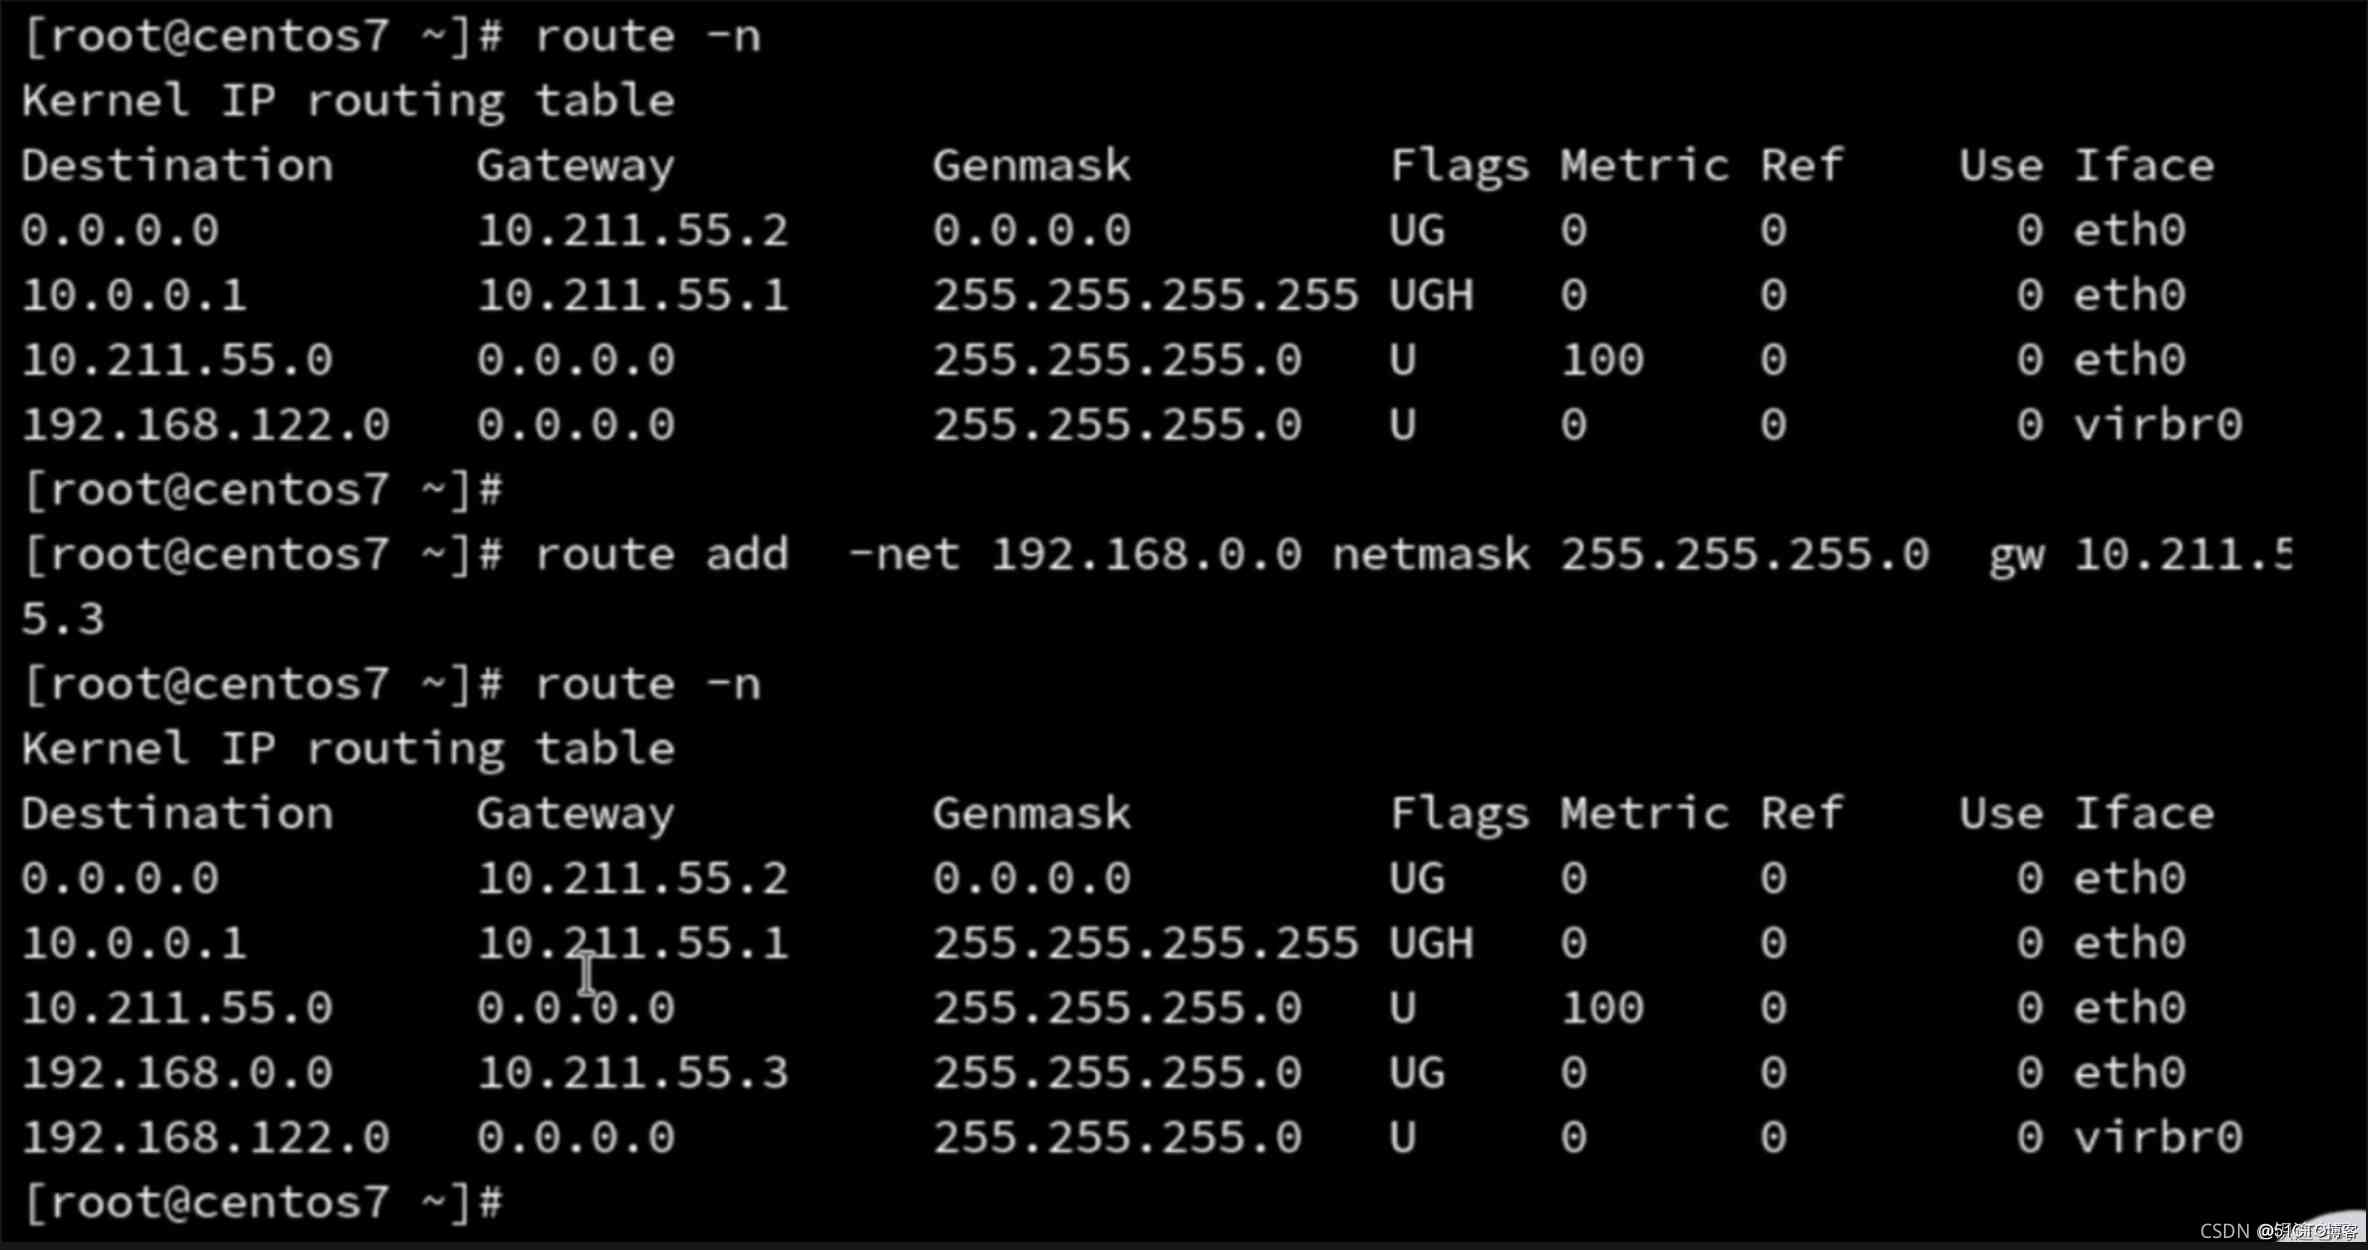 [root@centos7 ~]# route -n
Kernel IP routing table
Destination     Gateway         Genmask         Flags Metric Ref    Use Iface
0.0.0.0         10.211.55.2     0.0.0.0         UG    0      0        0 eth0
10.0.0.1        10.211.55.1     255.255.255.255 UGH   0      0        0 eth0
10.211.55.0     0.0.0.0         255.255.255.0   U     100    0        0 eth0
192.168.122.0   0.0.0.0         255.255.255.0   U     0      0        0 virbr0
[root@centos7 ~]#
[root@centos7 ~]# route add  -net 192.168.0.0 netmask 255.255.255.0  gw 10.211.5
5.3
[root@centos7 ~]# route -n
Kernel IP routing table
Destination     Gateway         Genmask         Flags Metric Ref    Use Iface
0.0.0.0         10.211.55.2     0.0.0.0         UG    0      0        0 eth0
10.0.0.1        10.211.55.1     255.255.255.255 UGH   0      0        0 eth0
10.211.55.0     0.0.0.0         255.255.255.0   U     100    0        0 eth0
192.168.0.0     10.211.55.3     255.255.255.0   UG    0      0        0 eth0
192.168.122.0   0.0.0.0         255.255.255.0   U     0      0        0 virbr0
[root@centos7 ~]#
CSDN @51CTO博客